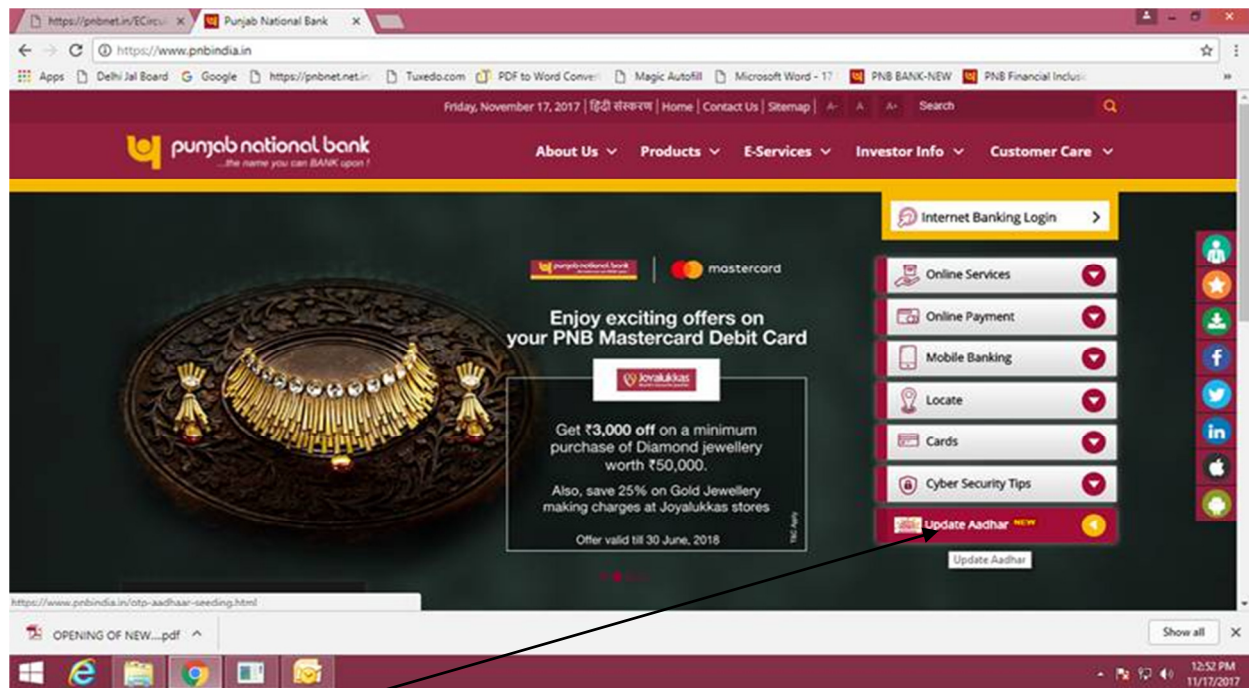 https://pnbnet.in/ECircu
Punjab National Bank
https://www.pnbindia.in
Apps Delhi Jal Board Google https://pnbnet.net.in Tuxedo.com PDF to Word Conver Magic Autofill Microsoft Word - 17 PNB BANK-NEW PNB Financial Inclusi
Friday, November 17, 2017 | हिंदी संस्करण | Home | Contact Us | Sitemap | A- A A+ Search
punjab national bank
...the name you can BANK upon !
About Us Products E-Services Investor Info Customer Care
Internet Banking Login
punjab national bank | mastercard
Enjoy exciting offers on
your PNB Mastercard Debit Card
Joyalukkas
Get ₹3,000 off on a minimum
purchase of Diamond jewellery
worth ₹50,000.
Also, save 25% on Gold Jewellery
making charges at Joyalukkas stores
Offer valid till 30 June, 2018
T&C Apply
Online Services
Online Payment
Mobile Banking
Locate
Cards
Cyber Security Tips
Update Aadhar NEW
Update Aadhar
https://www.pnbindia.in/otp-aadhaar-seeding.html
OPENING OF NEW....pdf
Show all
12:52 PM
11/17/2017